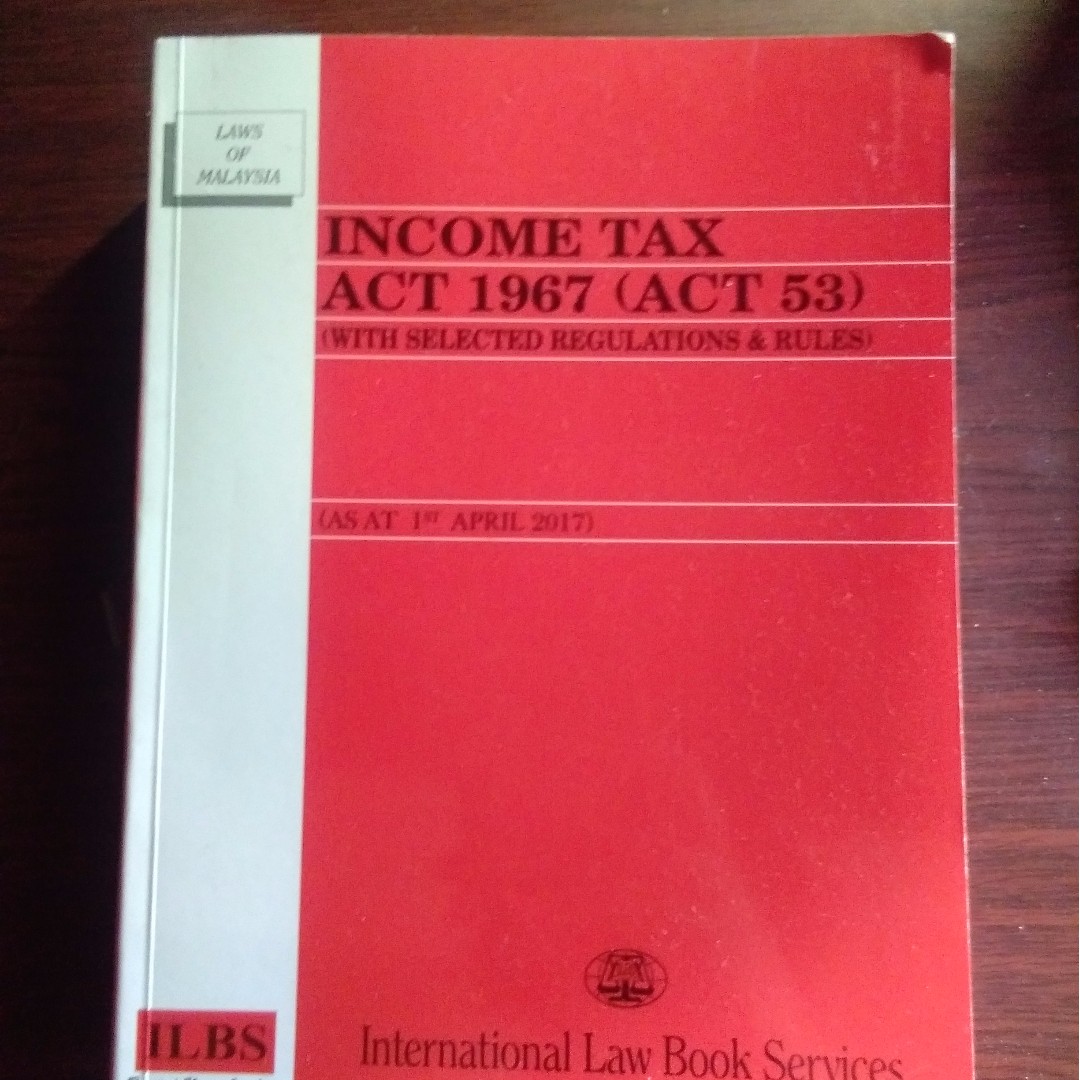 LAWS
OF
MALAYSIA
INCOME TAX
ACT 1967 (ACT 53)
(WITH SELECTED REGULATIONS & RULES)
(AS AT 1ST APRIL 2017)
ILBS
International Law Book Services